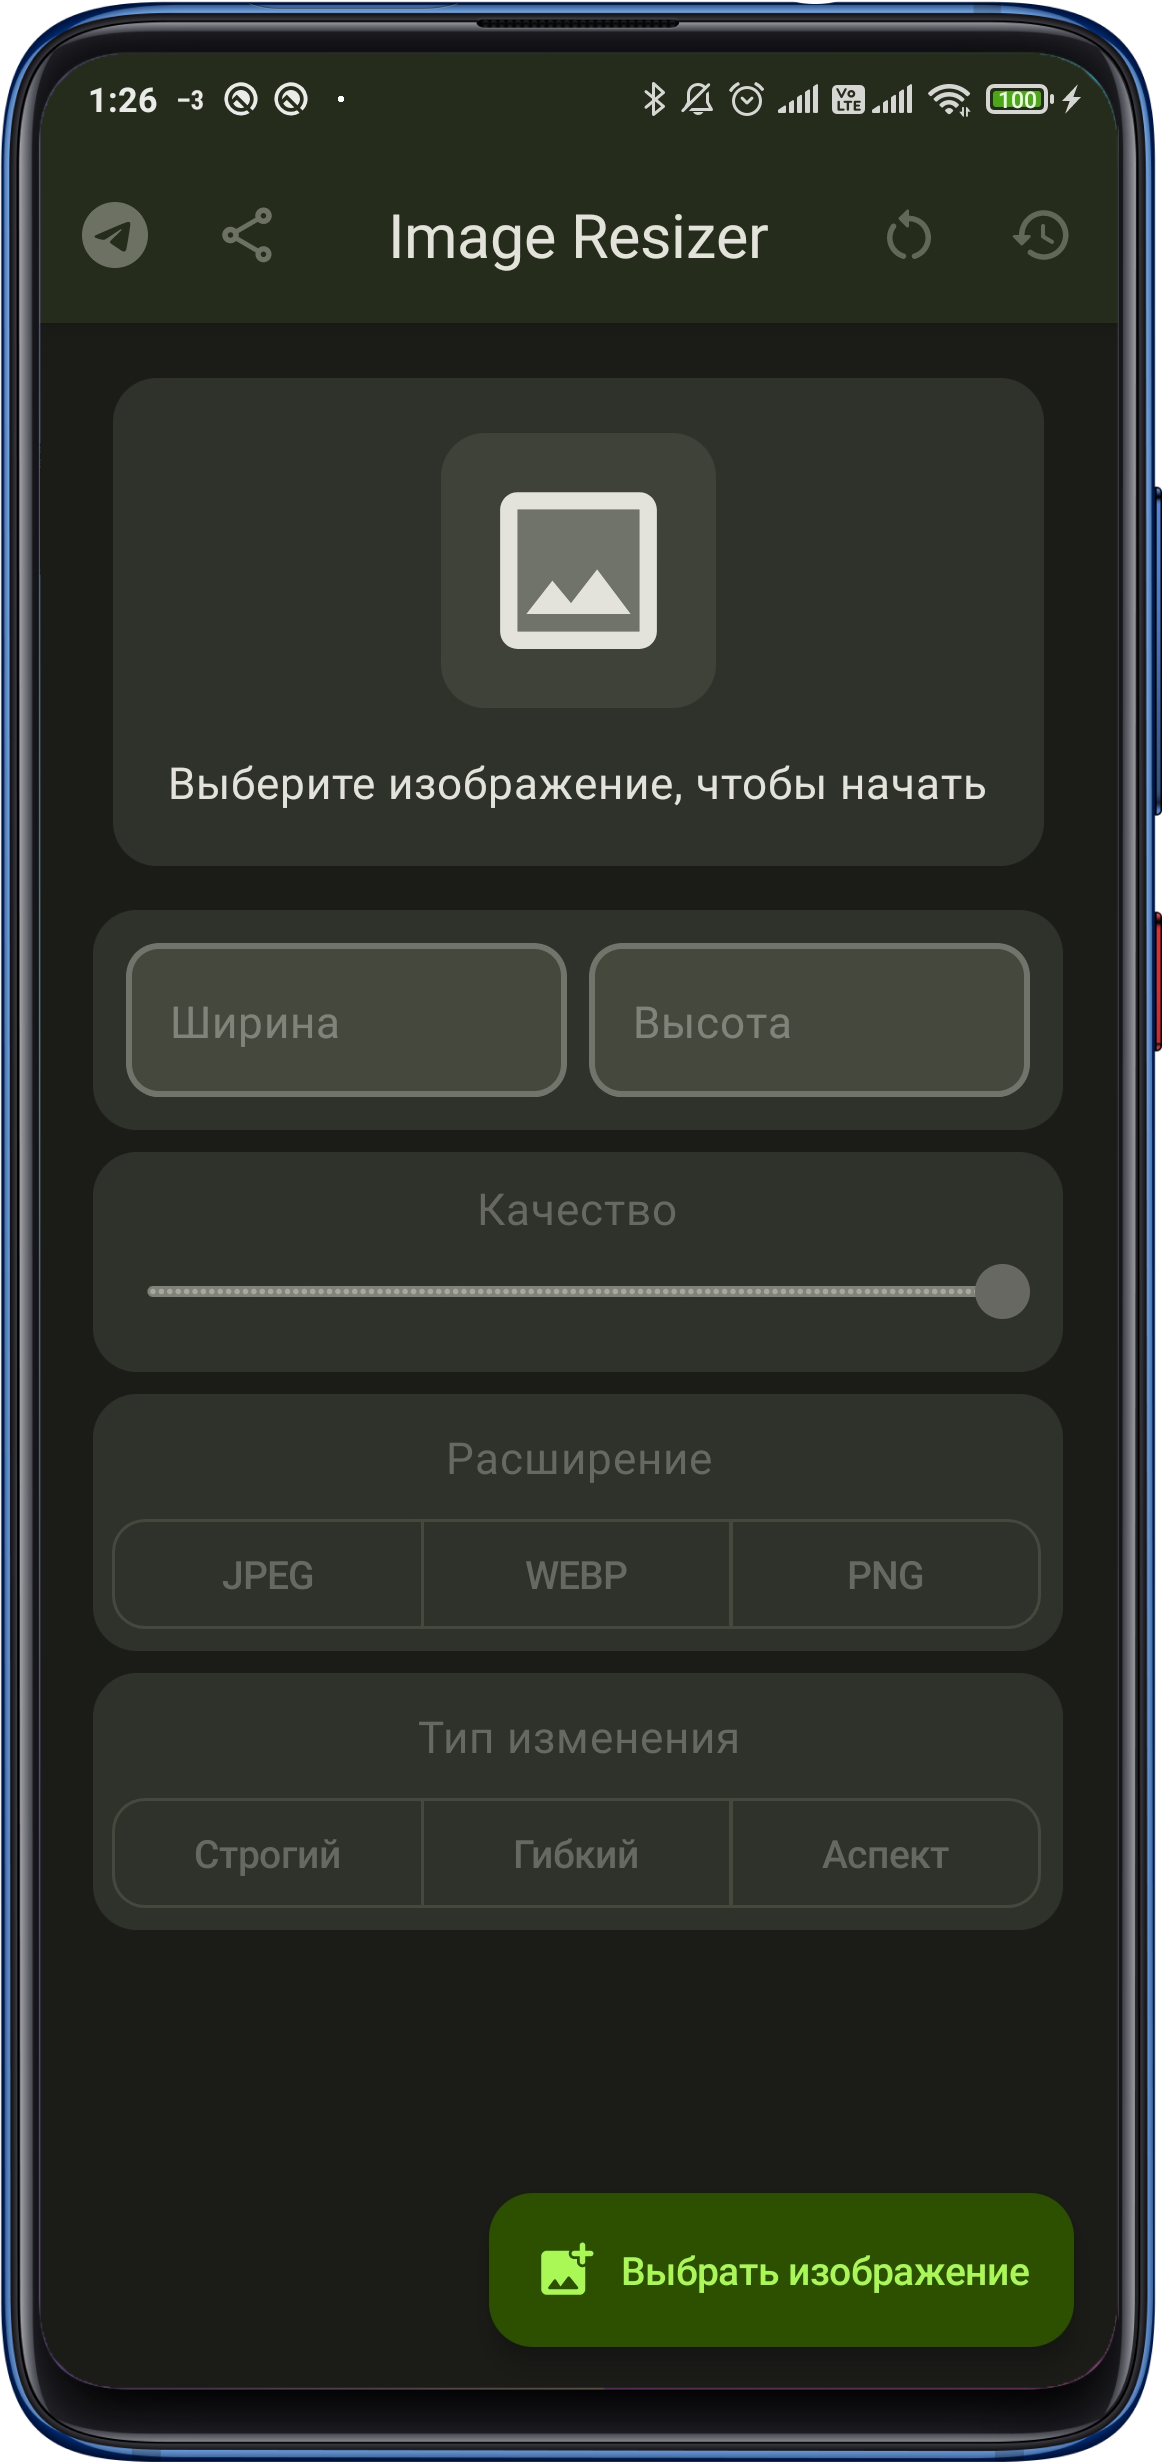 1:26 -3 Vo LTE 100
Image Resizer
Выберите изображение, чтобы начать
Ширина Высота
Качество
Расширение
JPEG WEBP PNG
Тип изменения
Строгий Гибкий Аспект
Выбрать изображение